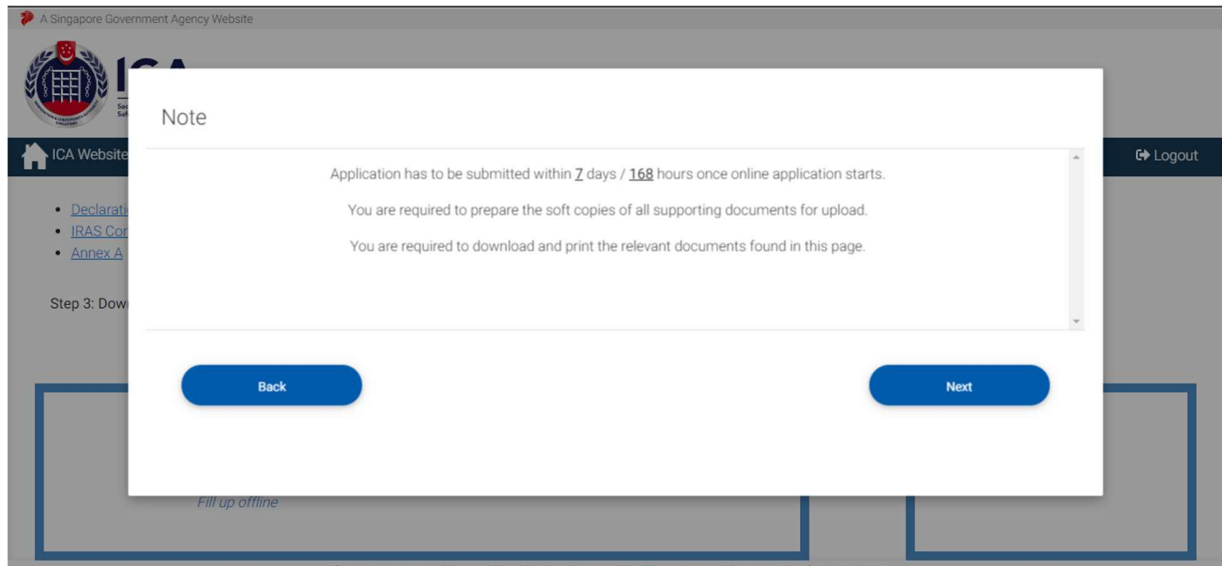 A Singapore Government Agency Website
Note
ICA Website
Logout
Application has to be submitted within 7 days / 168 hours once online application starts.
You are required to prepare the soft copies of all supporting documents for upload.
You are required to download and print the relevant documents found in this page.
Declarati
IRAS Cor
Annex A
Step 3: Dow
Back
Next
Fill up offline